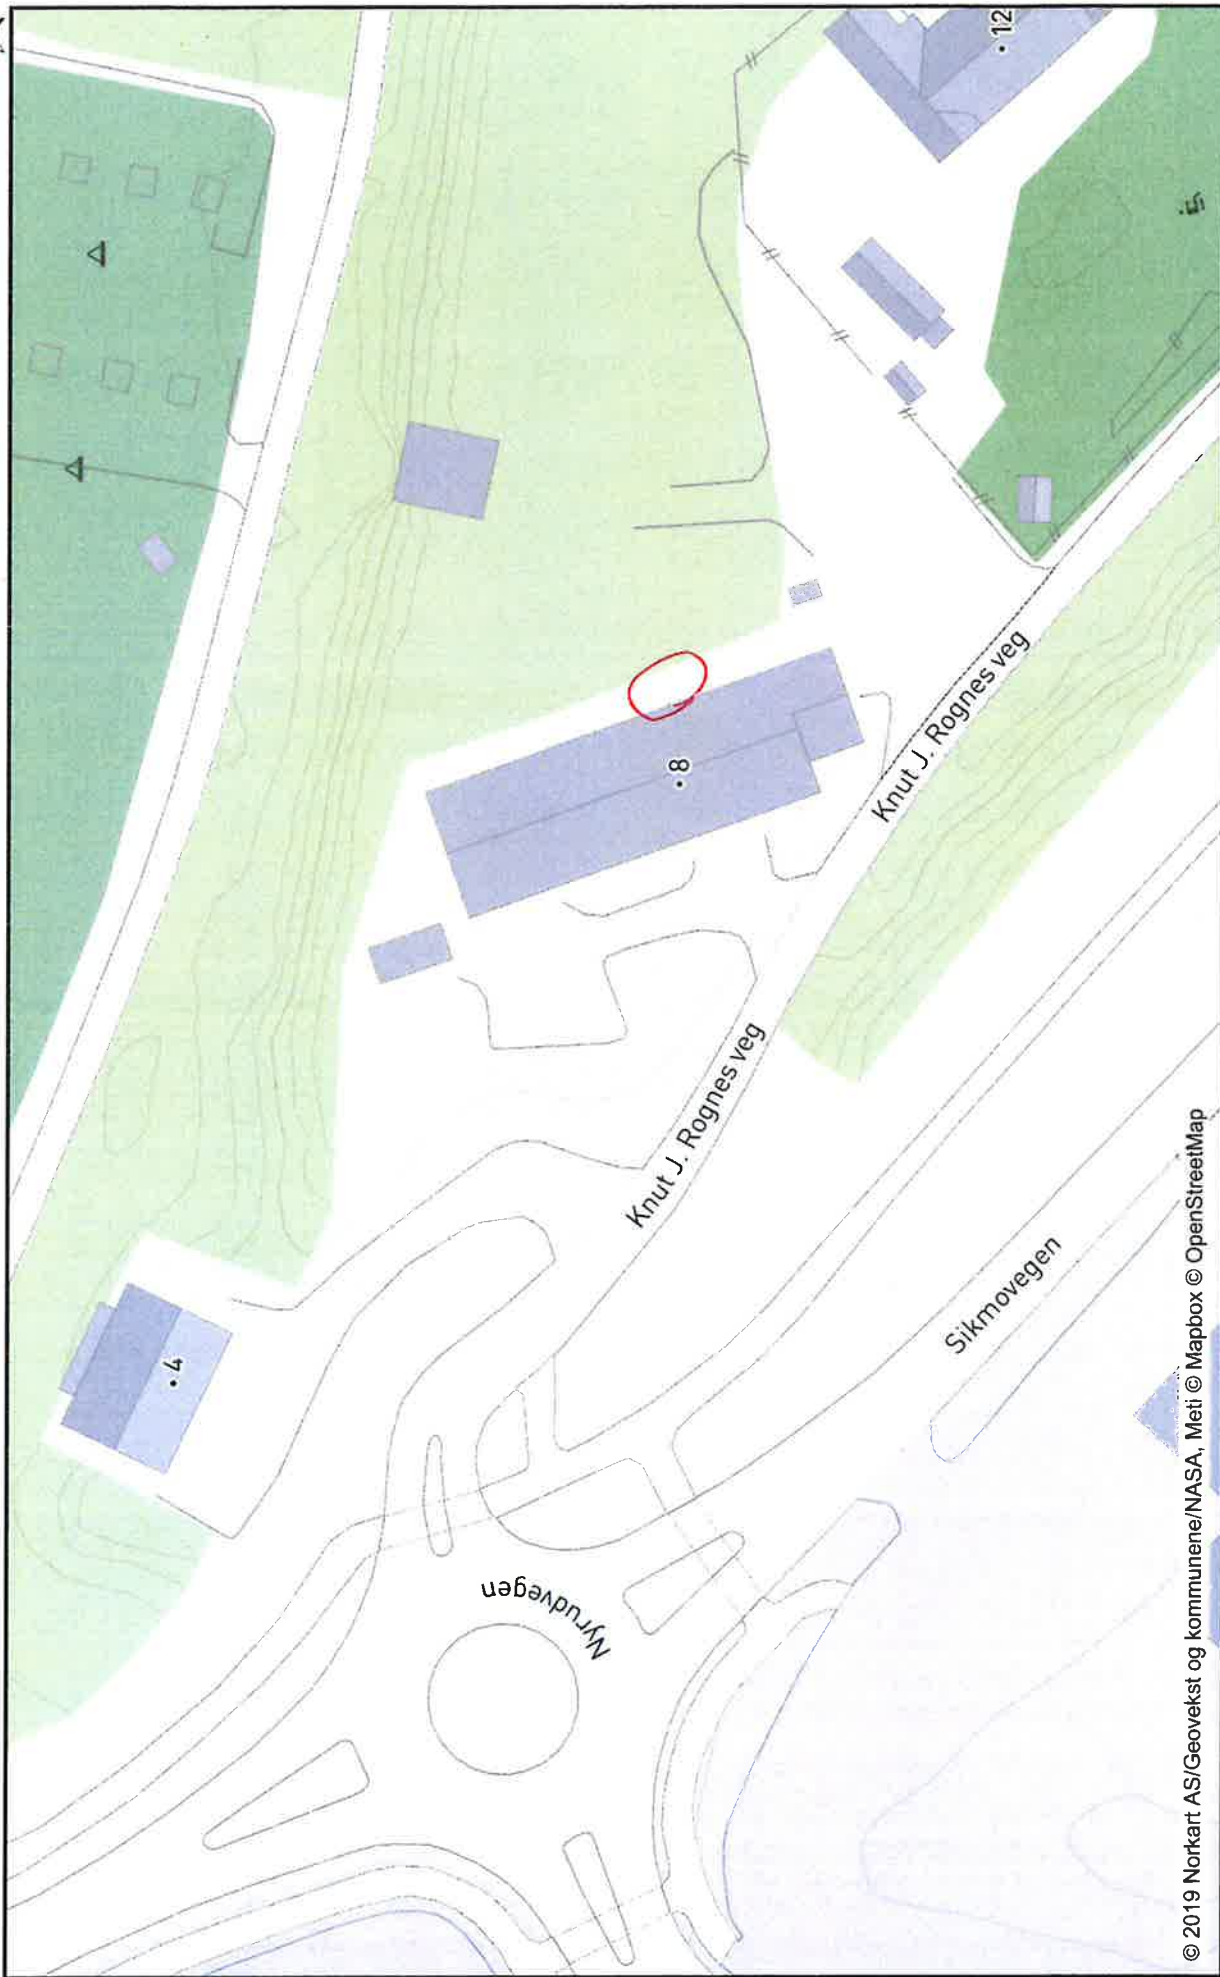 12
8
Knut J. Rognes veg
Knut J. Rognes veg
4
Nyrudvegen
Sikmovegen
© 2019 Norkart AS/Geovekst og kommunene/NASA, Meti © Mapbox © OpenStreetMap